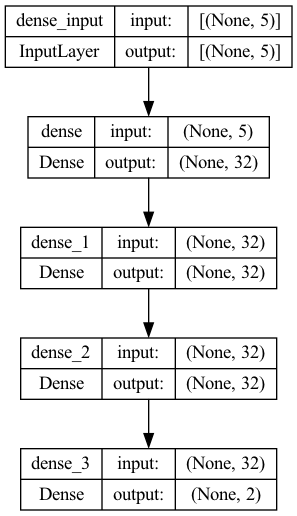 dense_input input: [(None, 5)]
InputLayer output: [(None, 5)]
dense input: (None, 5)
Dense output: (None, 32)
dense_1 input: (None, 32)
Dense output: (None, 32)
dense_2 input: (None, 32)
Dense output: (None, 32)
dense_3 input: (None, 32)
Dense output: (None, 2)